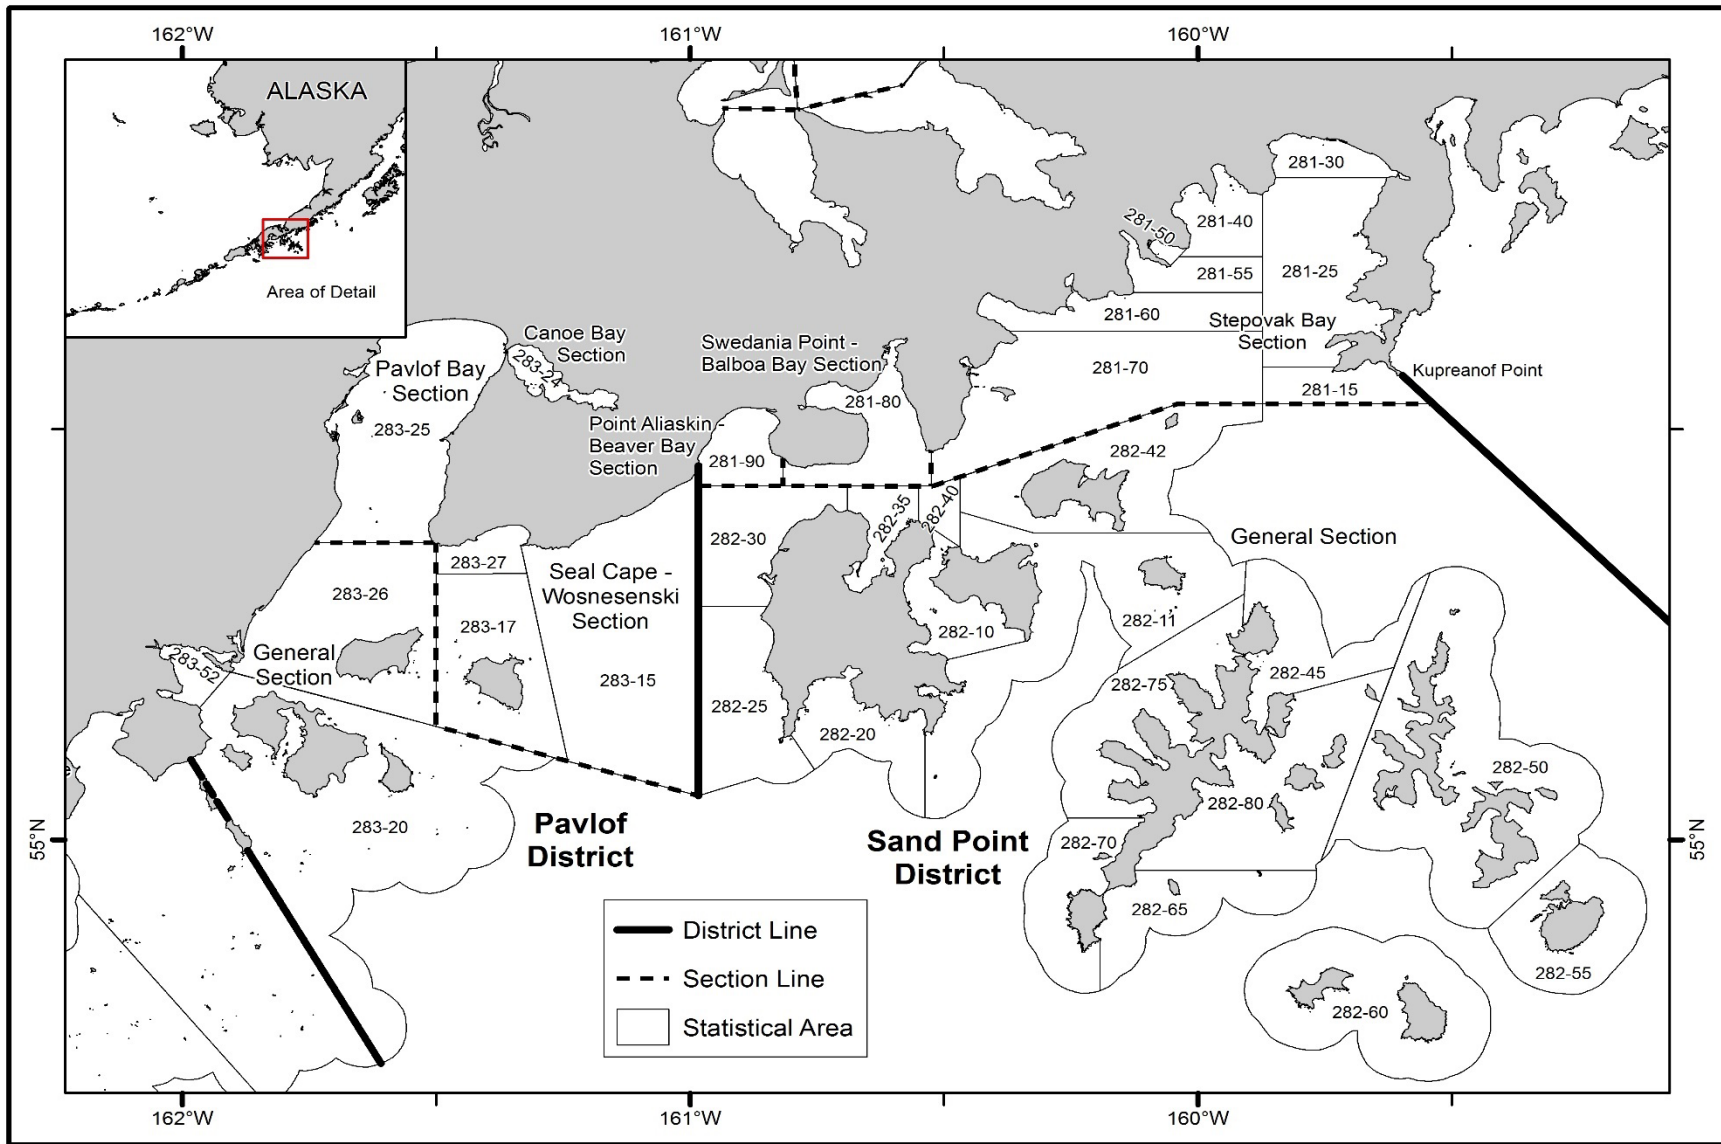 162°W
161°W
160°W
ALASKA
Area of Detail
281-30
281-40
281-50
281-55
281-25
281-60
Stepovak Bay
Section
Canoe Bay
Section
283-24
Swedania Point -
Balboa Bay Section
Pavlof Bay
Section
281-70
Kupreanof Point
281-15
281-80
283-25
Point Aliaskin -
Beaver Bay
Section
281-90
282-42
282-35
282-40
282-30
General Section
283-27
Seal Cape -
Wosnesenski
Section
283-26
283-17
282-11
282-10
General
Section
283-52
283-15
282-45
282-75
282-25
282-20
282-50
282-80
283-20
Pavlof
District
Sand Point
District
55°N
55°N
282-70
282-65
District Line
Section Line
Statistical Area
282-55
282-60
162°W
161°W
160°W